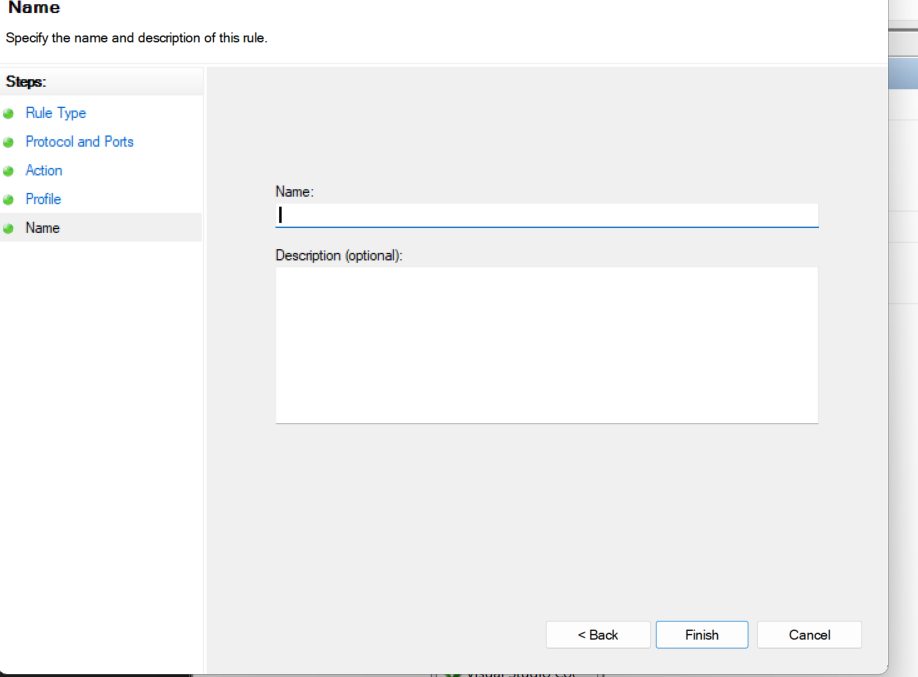 Name
Specify the name and description of this rule.
Steps:
Rule Type
Protocol and Ports
Action
Profile
Name
Name:
Description (optional):
< Back
Finish
Cancel